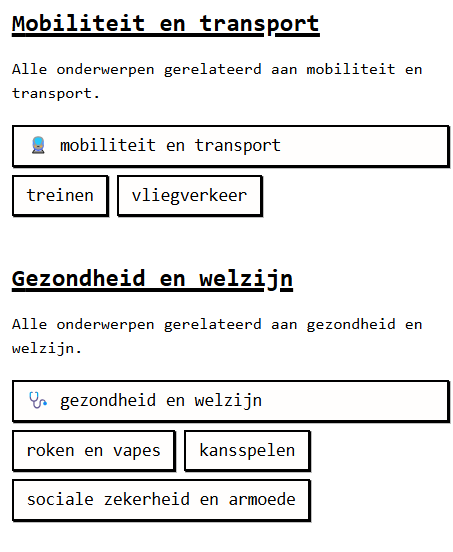 Mobiliteit en transport
Alle onderwerpen gerelateerd aan mobiliteit en
transport.
mobiliteit en transport
treinen vliegverkeer
Gezondheid en welzijn
Alle onderwerpen gerelateerd aan gezondheid en
welzijn.
gezondheid en welzijn
roken en vapes kansspelen
sociale zekerheid en armoede